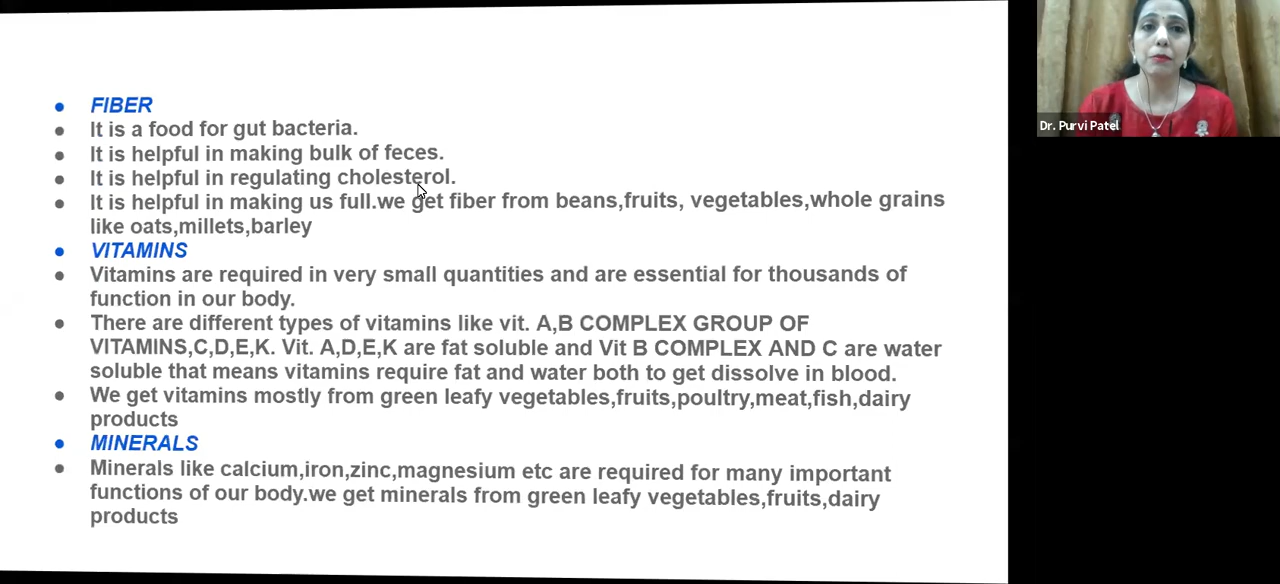 FIBER
It is a food for gut bacteria.
It is helpful in making bulk of feces.
It is helpful in regulating cholesterol.
It is helpful in making us full.we get fiber from beans,fruits, vegetables,whole grains
like oats,millets,barley
VITAMINS
Vitamins are required in very small quantities and are essential for thousands of
function in our body.
There are different types of vitamins like vit. A,B COMPLEX GROUP OF
VITAMINS,C,D,E,K. Vit. A,D,E,K are fat soluble and Vit B COMPLEX AND C are water
soluble that means vitamins require fat and water both to get dissolve in blood.
We get vitamins mostly from green leafy vegetables,fruits,poultry,meat,fish,dairy
products
MINERALS
Minerals like calcium,iron,zinc,magnesium etc are required for many important
functions of our body.we get minerals from green leafy vegetables,fruits,dairy
products
Dr. Purvi Patel